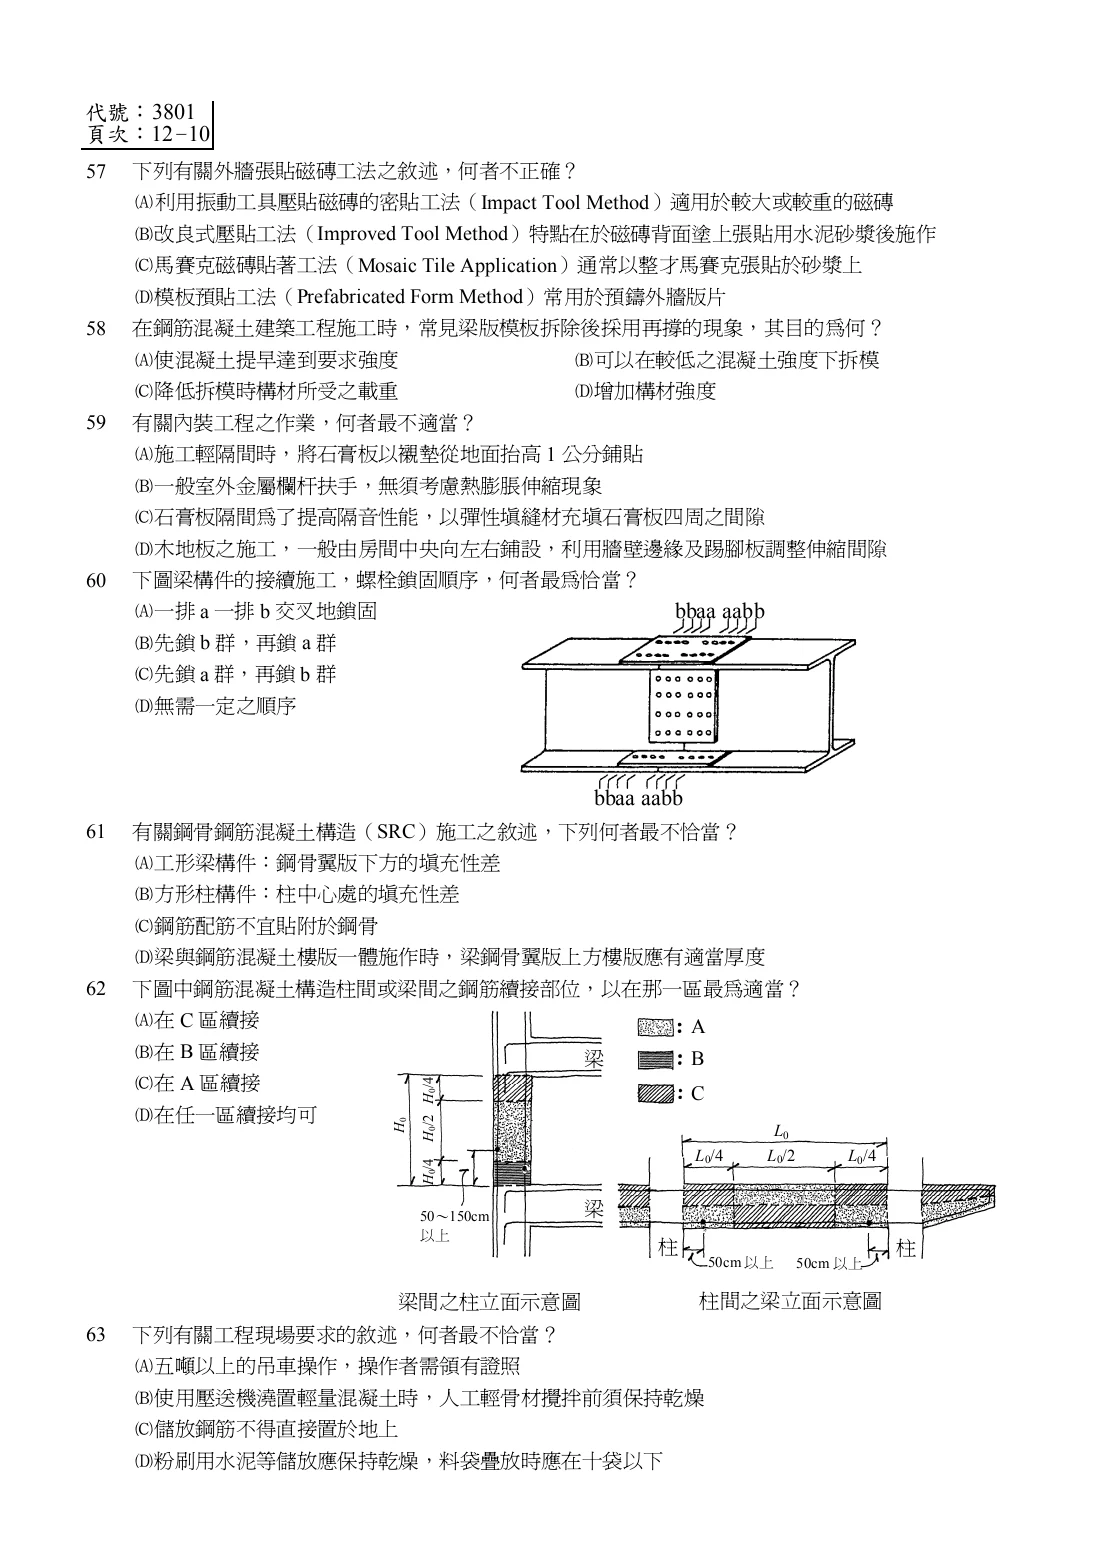 代號：3801
頁次：12-10
57 下列有關外牆張貼磁磚工法之敘述，何者不正確？
(A)利用振動工具壓貼磁磚的密貼工法（Impact Tool Method）適用於較大或較重的磁磚
(B)改良式壓貼工法（Improved Tool Method）特點在於磁磚背面塗上張貼用水泥砂漿後施作
(C)馬賽克磁磚貼著工法（Mosaic Tile Application）通常以整才馬賽克張貼於砂漿上
(D)模板預貼工法（Prefabricated Form Method）常用於預鑄外牆版片
58 在鋼筋混凝土建築工程施工時，常見梁版模板拆除後採用再撐的現象，其目的為何？
(A)使混凝土提早達到要求強度 (B)可以在較低之混凝土強度下拆模
(C)降低拆模時構材所受之載重 (D)增加構材強度
59 有關內裝工程之作業，何者最不適當？
(A)施工輕隔間時，將石膏板以襯墊從地面抬高 1 公分鋪貼
(B)一般室外金屬欄杆扶手，無須考慮熱膨脹伸縮現象
(C)石膏板隔間為了提高隔音性能，以彈性填縫材充填石膏板四周之間隙
(D)木地板之施工，一般由房間中央向左右鋪設，利用牆壁邊緣及踢腳板調整伸縮間隙
60 下圖梁構件的接續施工，螺栓鎖固順序，何者最為恰當？
(A)一排 a 一排 b 交叉地鎖固
(B)先鎖 b 群，再鎖 a 群
(C)先鎖 a 群，再鎖 b 群
(D)無需一定之順序
bbaa aabb
bbaa aabb
61 有關鋼骨鋼筋混凝土構造（SRC）施工之敘述，下列何者最不恰當？
(A)工形梁構件：鋼骨翼版下方的填充性差
(B)方形柱構件：柱中心處的填充性差
(C)鋼筋配筋不宜貼附於鋼骨
(D)梁與鋼筋混凝土樓版一體施作時，梁鋼骨翼版上方樓版應有適當厚度
62 下圖中鋼筋混凝土構造柱間或梁間之鋼筋續接部位，以在那一區最為適當？
(A)在 C 區續接
(B)在 B 區續接
(C)在 A 區續接
(D)在任一區續接均可
梁
：A
：B
：C
H₀
H₀/4
H₀/2
H₀/4
50～150cm
以上
梁
L₀
L₀/4 L₀/2 L₀/4
柱
柱
50cm 以上 50cm 以上
梁間之柱立面示意圖
柱間之梁立面示意圖
63 下列有關工程現場要求的敘述，何者最不恰當？
(A)五噸以上的吊車操作，操作者需領有證照
(B)使用壓送機澆置輕量混凝土時，人工輕骨材攪拌前須保持乾燥
(C)儲放鋼筋不得直接置於地上
(D)粉刷用水泥等儲放應保持乾燥，料袋疊放時應在十袋以下